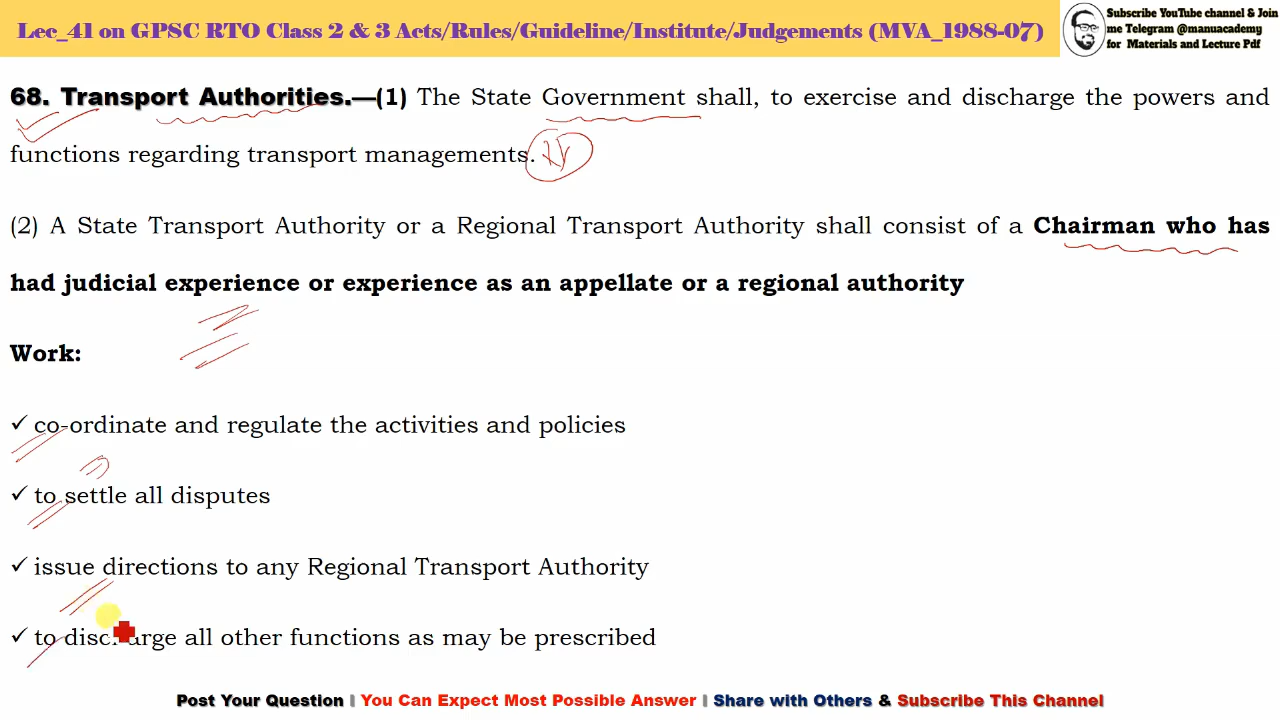 Lec_41 on GPSC RTO Class 2 & 3 Acts/Rules/Guideline/Institute/Judgements (MVA_1988-07)
Subscribe YouTube channel & Join
me Telegram @manuacademy
for Materials and Lecture Pdf
68. Transport Authorities.—(1) The State Government shall, to exercise and discharge the powers and
functions regarding transport managements.
(2) A State Transport Authority or a Regional Transport Authority shall consist of a Chairman who has
had judicial experience or experience as an appellate or a regional authority
Work:
✓ co-ordinate and regulate the activities and policies
✓ to settle all disputes
✓ issue directions to any Regional Transport Authority
✓ to discharge all other functions as may be prescribed
Post Your Question | You Can Expect Most Possible Answer | Share with Others & Subscribe This Channel